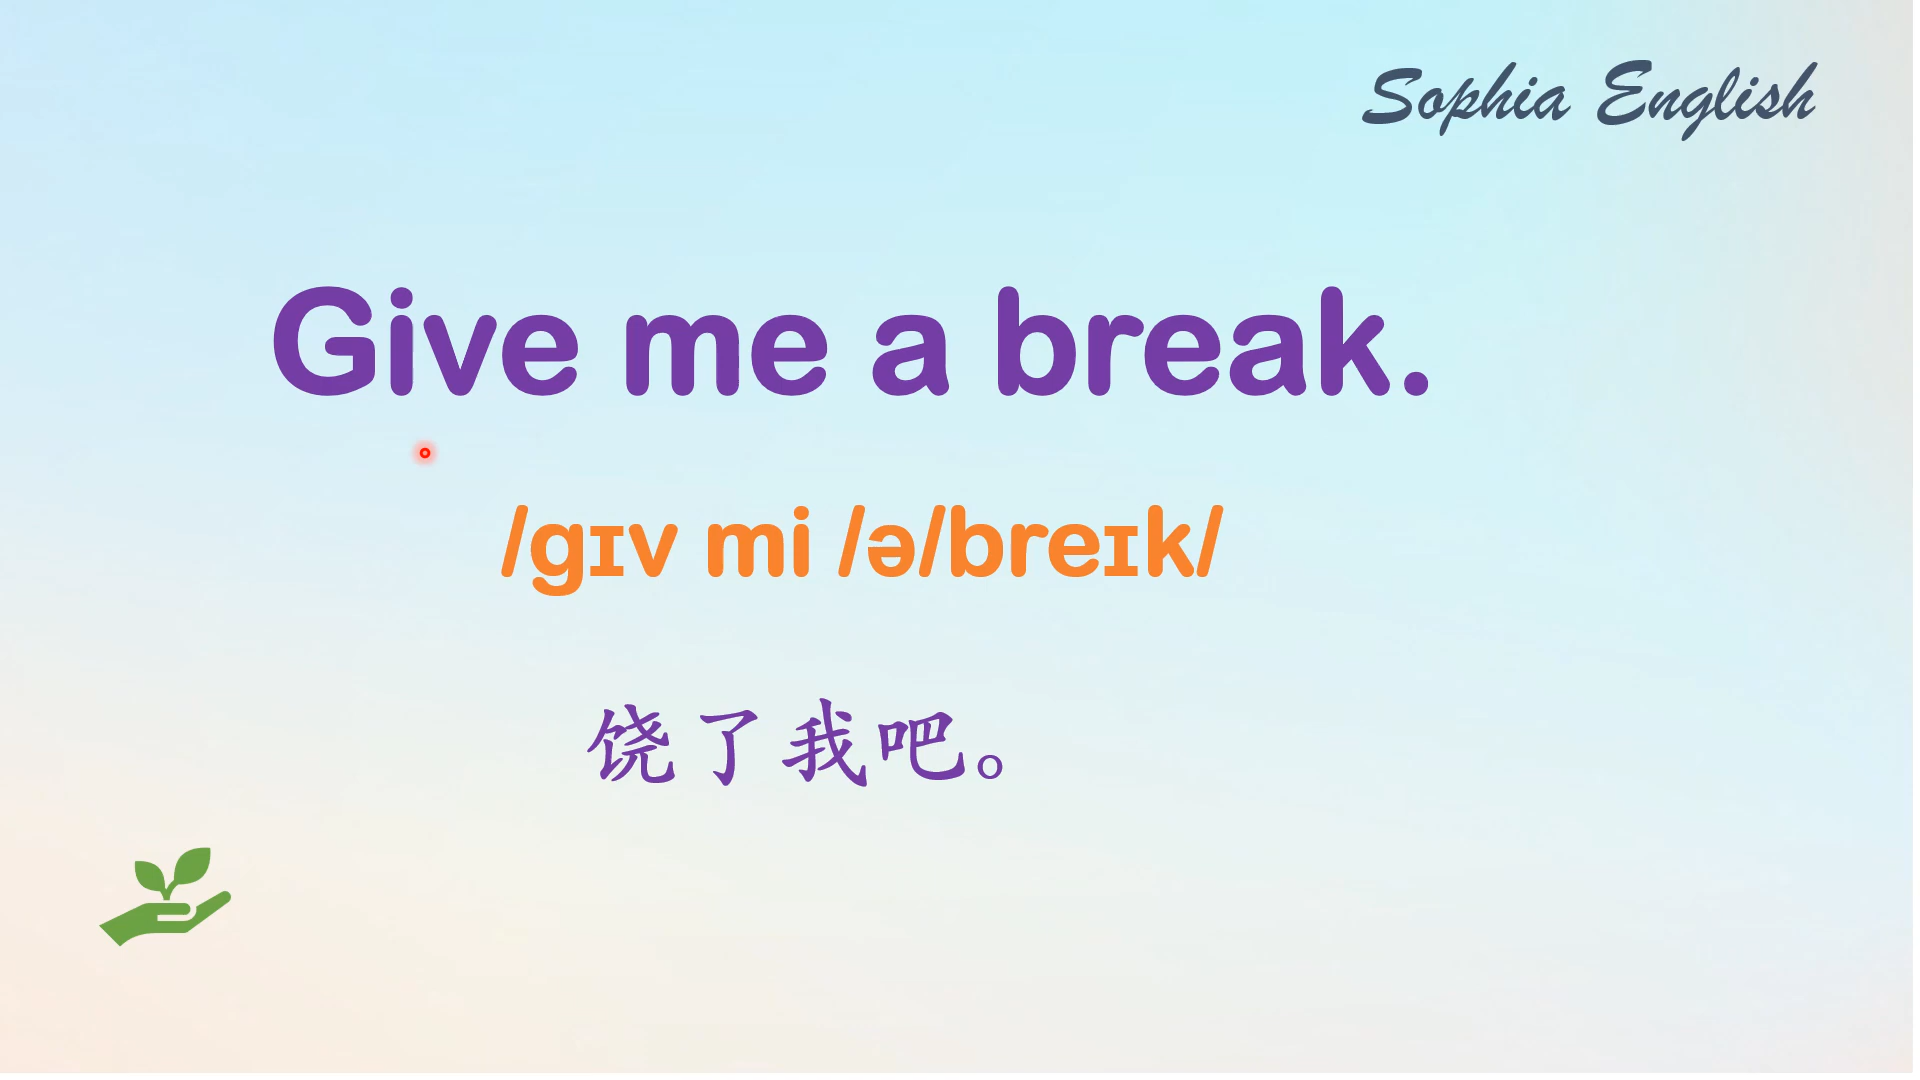 Sophia English
Give me a break.
/gɪv mi /ə/breɪk/
饶了我吧。